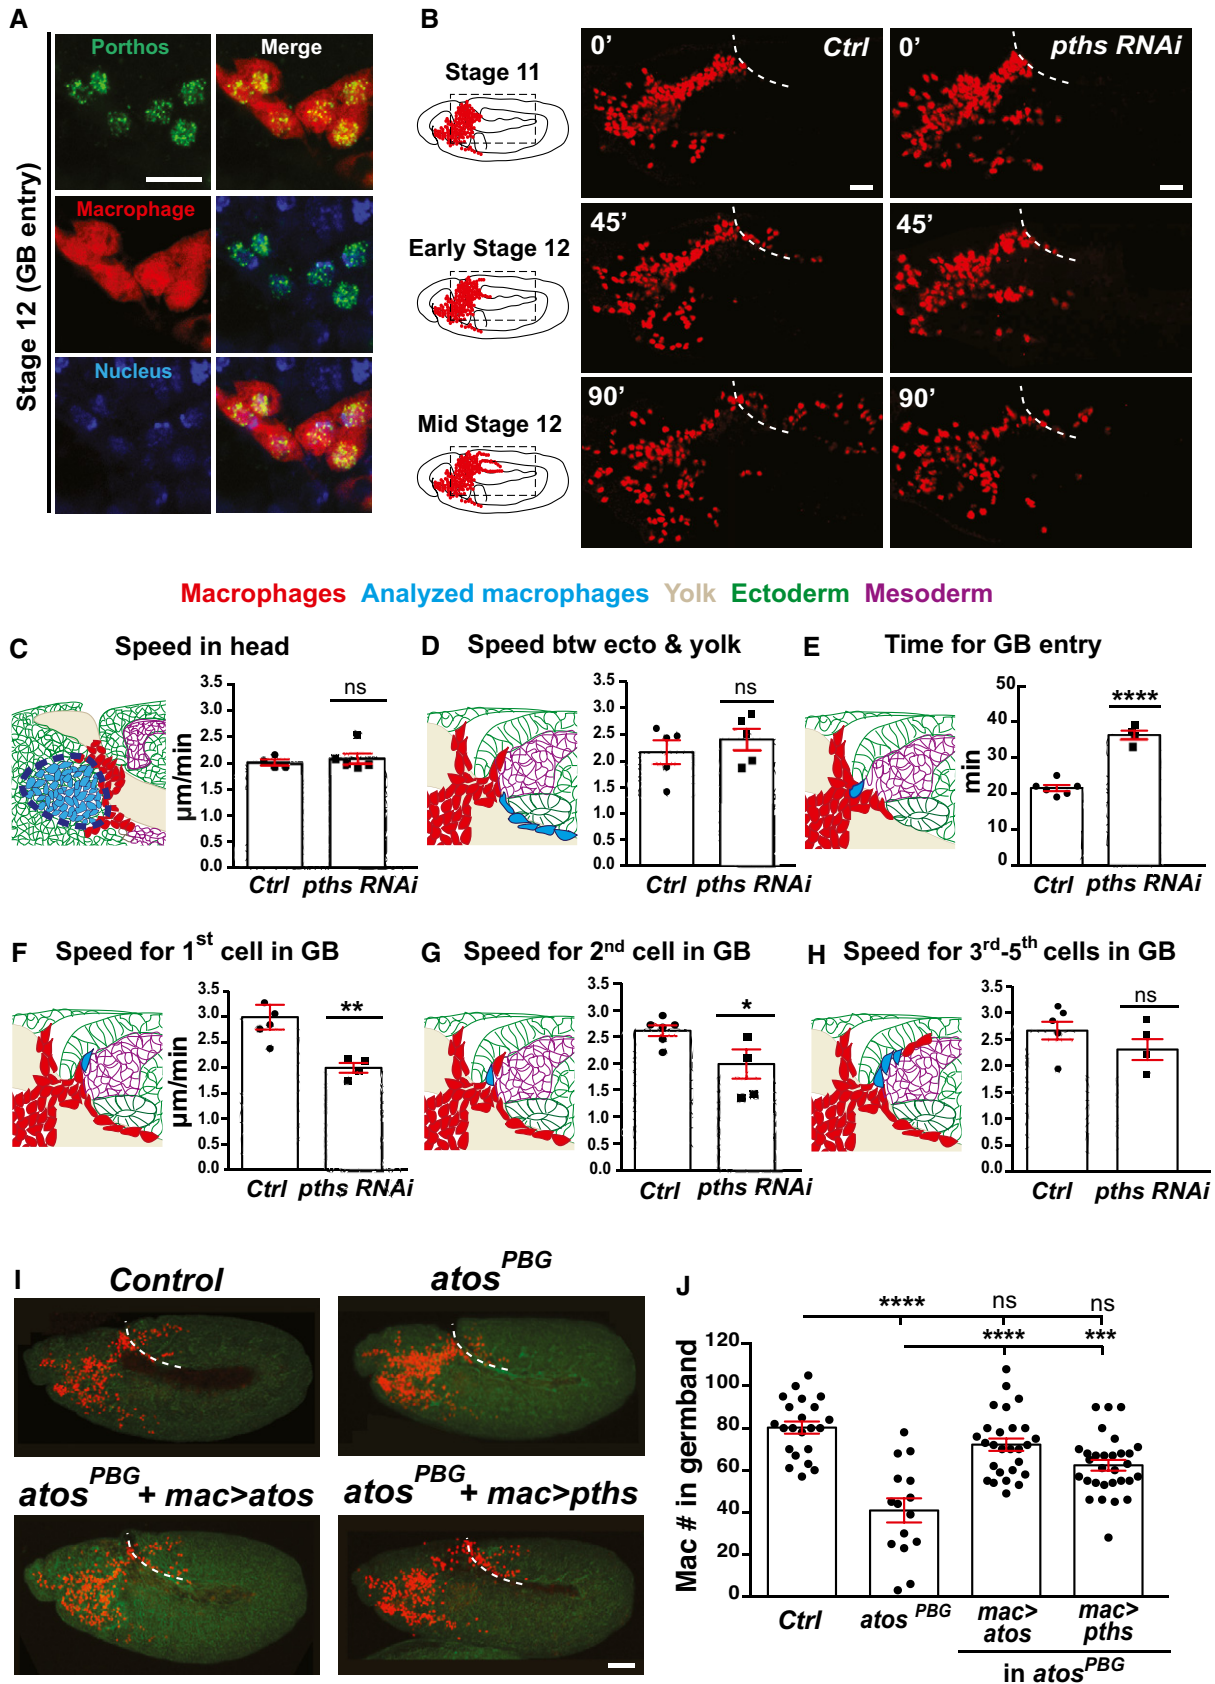 A
Stage 12 (GB entry)
Porthos
Merge
Macrophage
Nucleus
B
Stage 11
Early Stage 12
Mid Stage 12
0' Ctrl
0' pths RNAi
45'
45'
90'
90'
Macrophages Analyzed macrophages Yolk Ectoderm Mesoderm
C Speed in head
µm/min
3.5
3.0
2.5
2.0
1.5
1.0
0.5
0.0
ns
Ctrl pths RNAi
D Speed btw ecto & yolk
3.5
3.0
2.5
2.0
1.5
1.0
0.5
0.0
ns
Ctrl pths RNAi
E Time for GB entry
min
50
40
30
20
10
0
****
Ctrl pths RNAi
F Speed for 1st cell in GB
µm/min
3.5
3.0
2.5
2.0
1.5
1.0
0.5
0.0
**
Ctrl pths RNAi
G Speed for 2nd cell in GB
3.5
3.0
2.5
2.0
1.5
1.0
0.5
0.0
*
Ctrl pths RNAi
H Speed for 3rd-5th cells in GB
3.5
3.0
2.5
2.0
1.5
1.0
0.5
0.0
ns
Ctrl pths RNAi
I
Control
atosPBG
atosPBG + mac>atos
atosPBG + mac>pths
J
Mac # in germband
**** ns ns
**** ***
120
100
80
60
40
20
0
Ctrl
atos PBG
mac>
atos
mac>
pths
in atosPBG